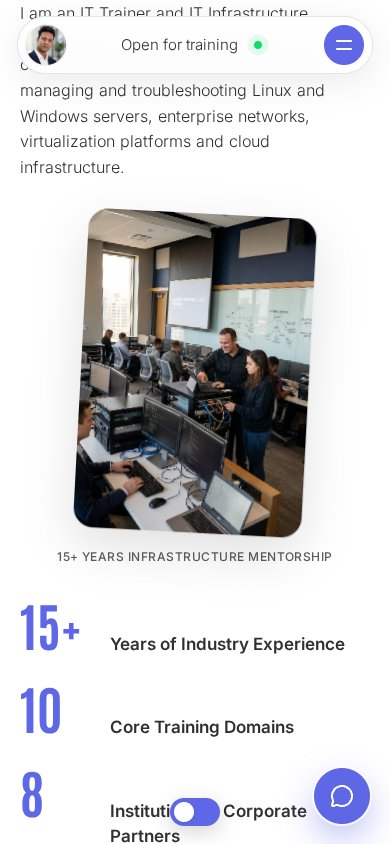 I am an IT Trainer and IT Infrastructure
Open for training
managing and troubleshooting Linux and
Windows servers, enterprise networks,
virtualization platforms and cloud
infrastructure.
15+ YEARS INFRASTRUCTURE MENTORSHIP
15+
Years of Industry Experience
10
Core Training Domains
8
Instituti Corporate
Partners